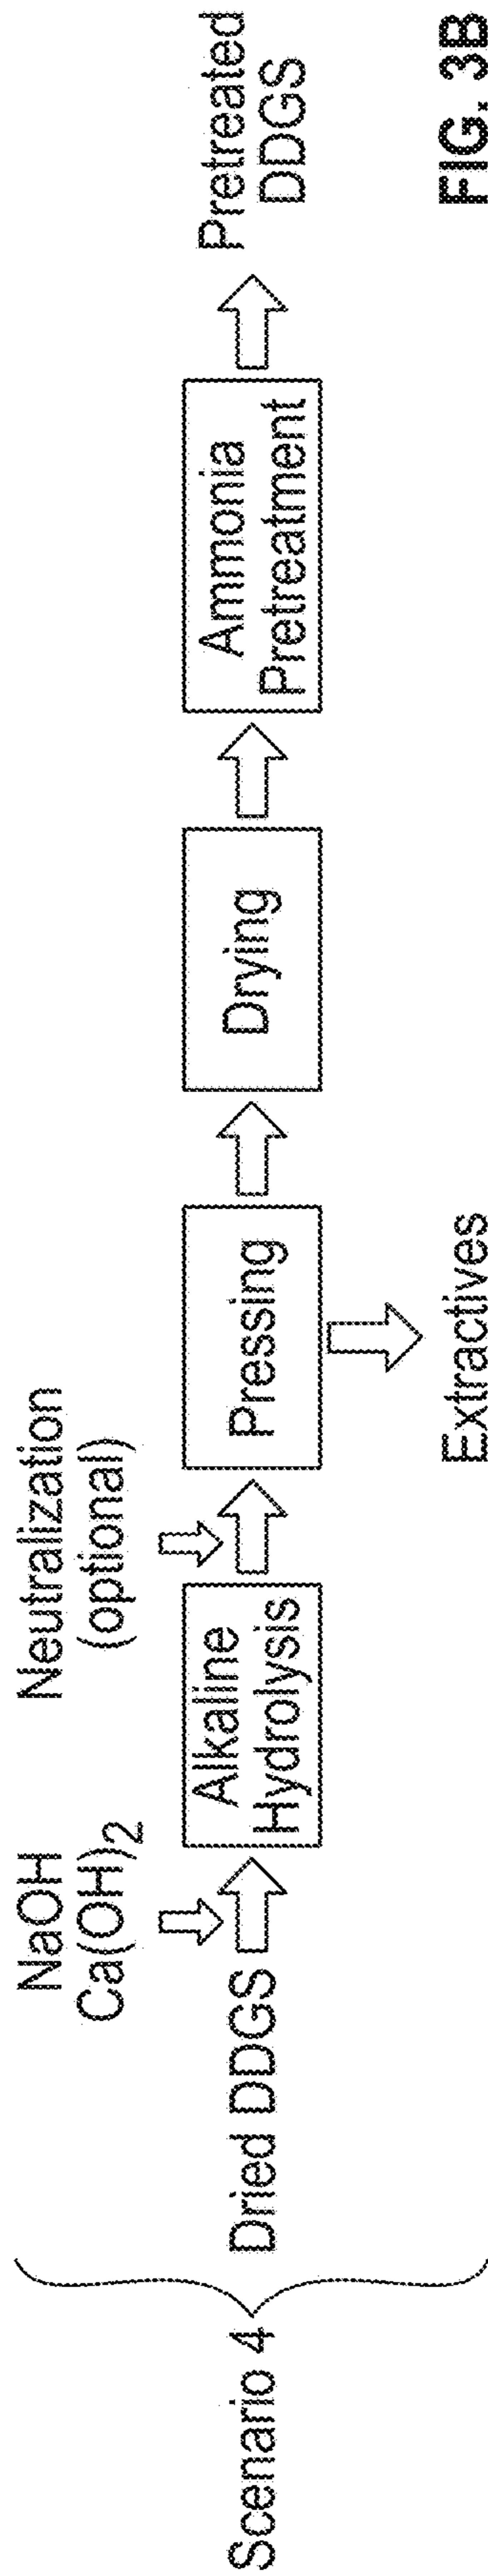 Scenario 4
Dried DDGS
NaOH
Ca(OH)2
Alkaline
Hydrolysis
Neutralization
(optional)
Pressing
Extractives
Drying
Ammonia
Pretreatment
Pretreated
DDGS
FIG. 3B